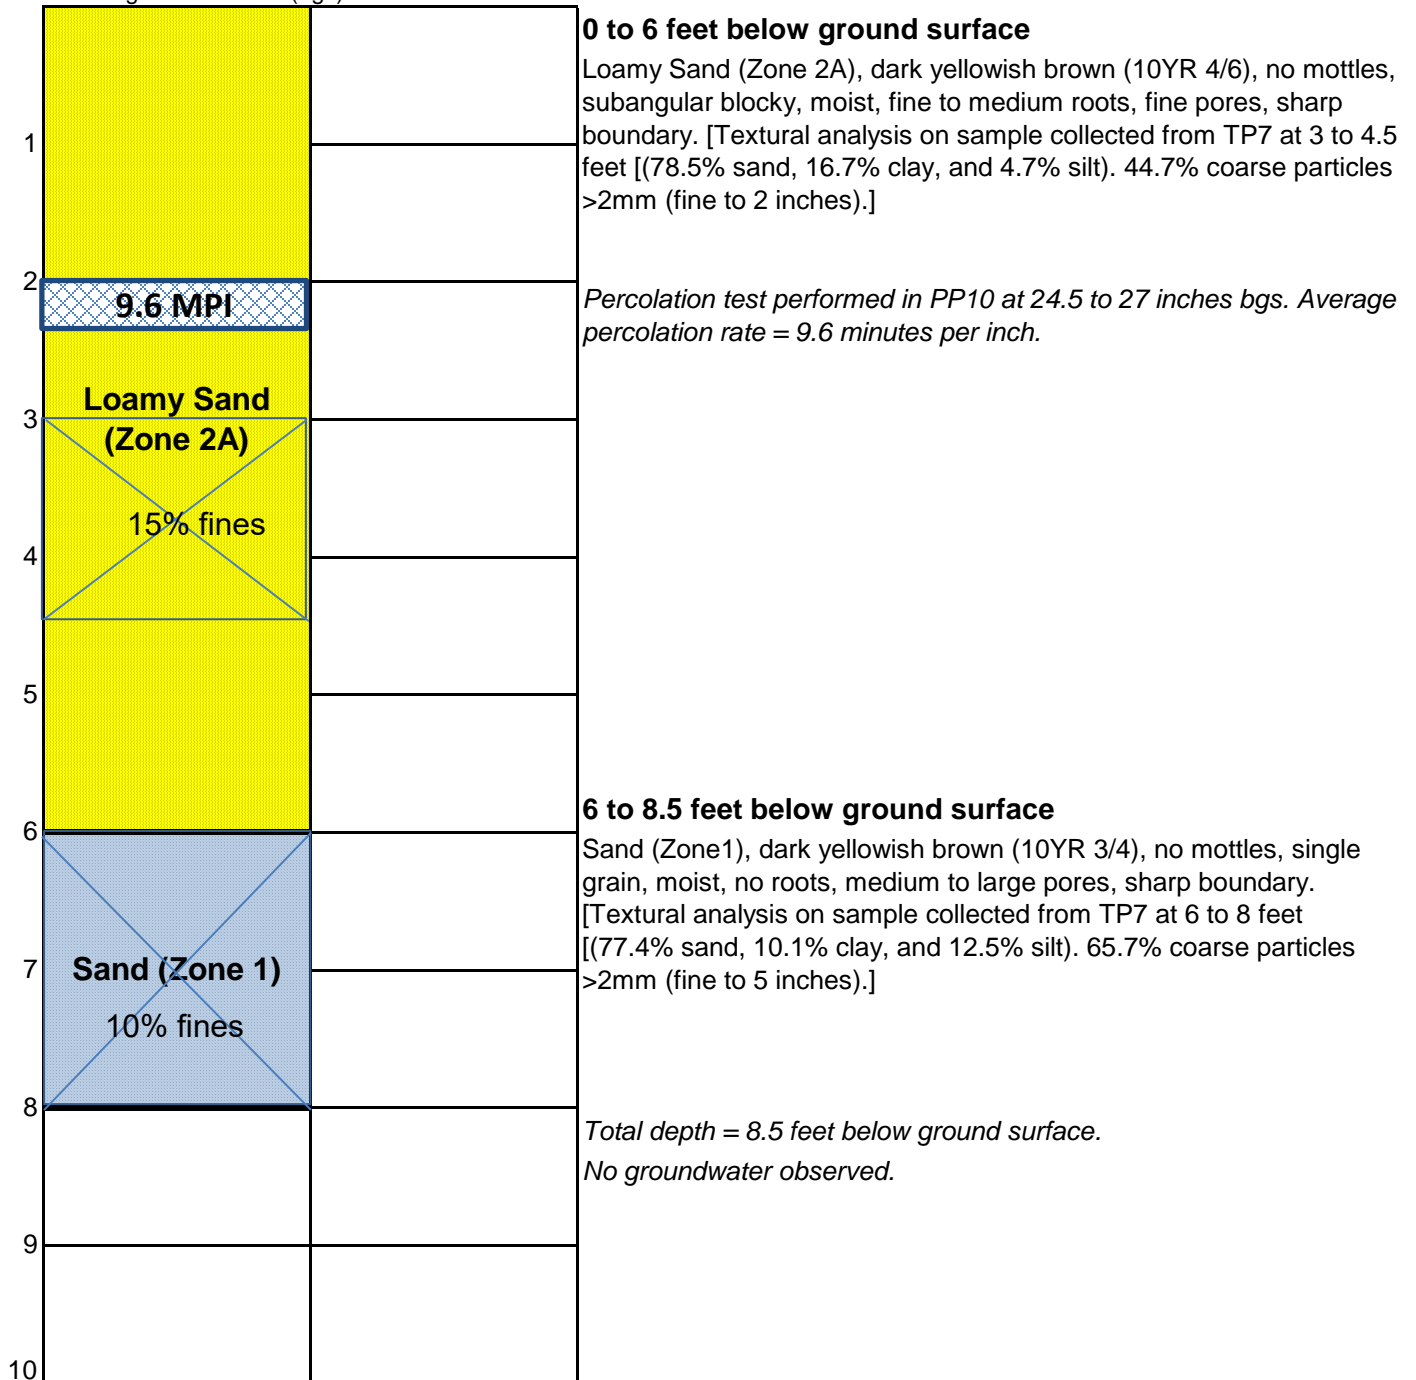 0 to 6 feet below ground surface
Loamy Sand (Zone 2A), dark yellowish brown (10YR 4/6), no mottles,
subangular blocky, moist, fine to medium roots, fine pores, sharp
boundary. [Textural analysis on sample collected from TP7 at 3 to 4.5
feet [(78.5% sand, 16.7% clay, and 4.7% silt). 44.7% coarse particles
>2mm (fine to 2 inches).]
1
2
9.6 MPI
Percolation test performed in PP10 at 24.5 to 27 inches bgs. Average
percolation rate = 9.6 minutes per inch.
Loamy Sand
(Zone 2A)
3
15% fines
4
5
6 to 8.5 feet below ground surface
6
Sand (Zone1), dark yellowish brown (10YR 3/4), no mottles, single
grain, moist, no roots, medium to large pores, sharp boundary.
[Textural analysis on sample collected from TP7 at 6 to 8 feet
[(77.4% sand, 10.1% clay, and 12.5% silt). 65.7% coarse particles
>2mm (fine to 5 inches).]
7
Sand (Zone 1)
10% fines
8
Total depth = 8.5 feet below ground surface.
No groundwater observed.
9
10